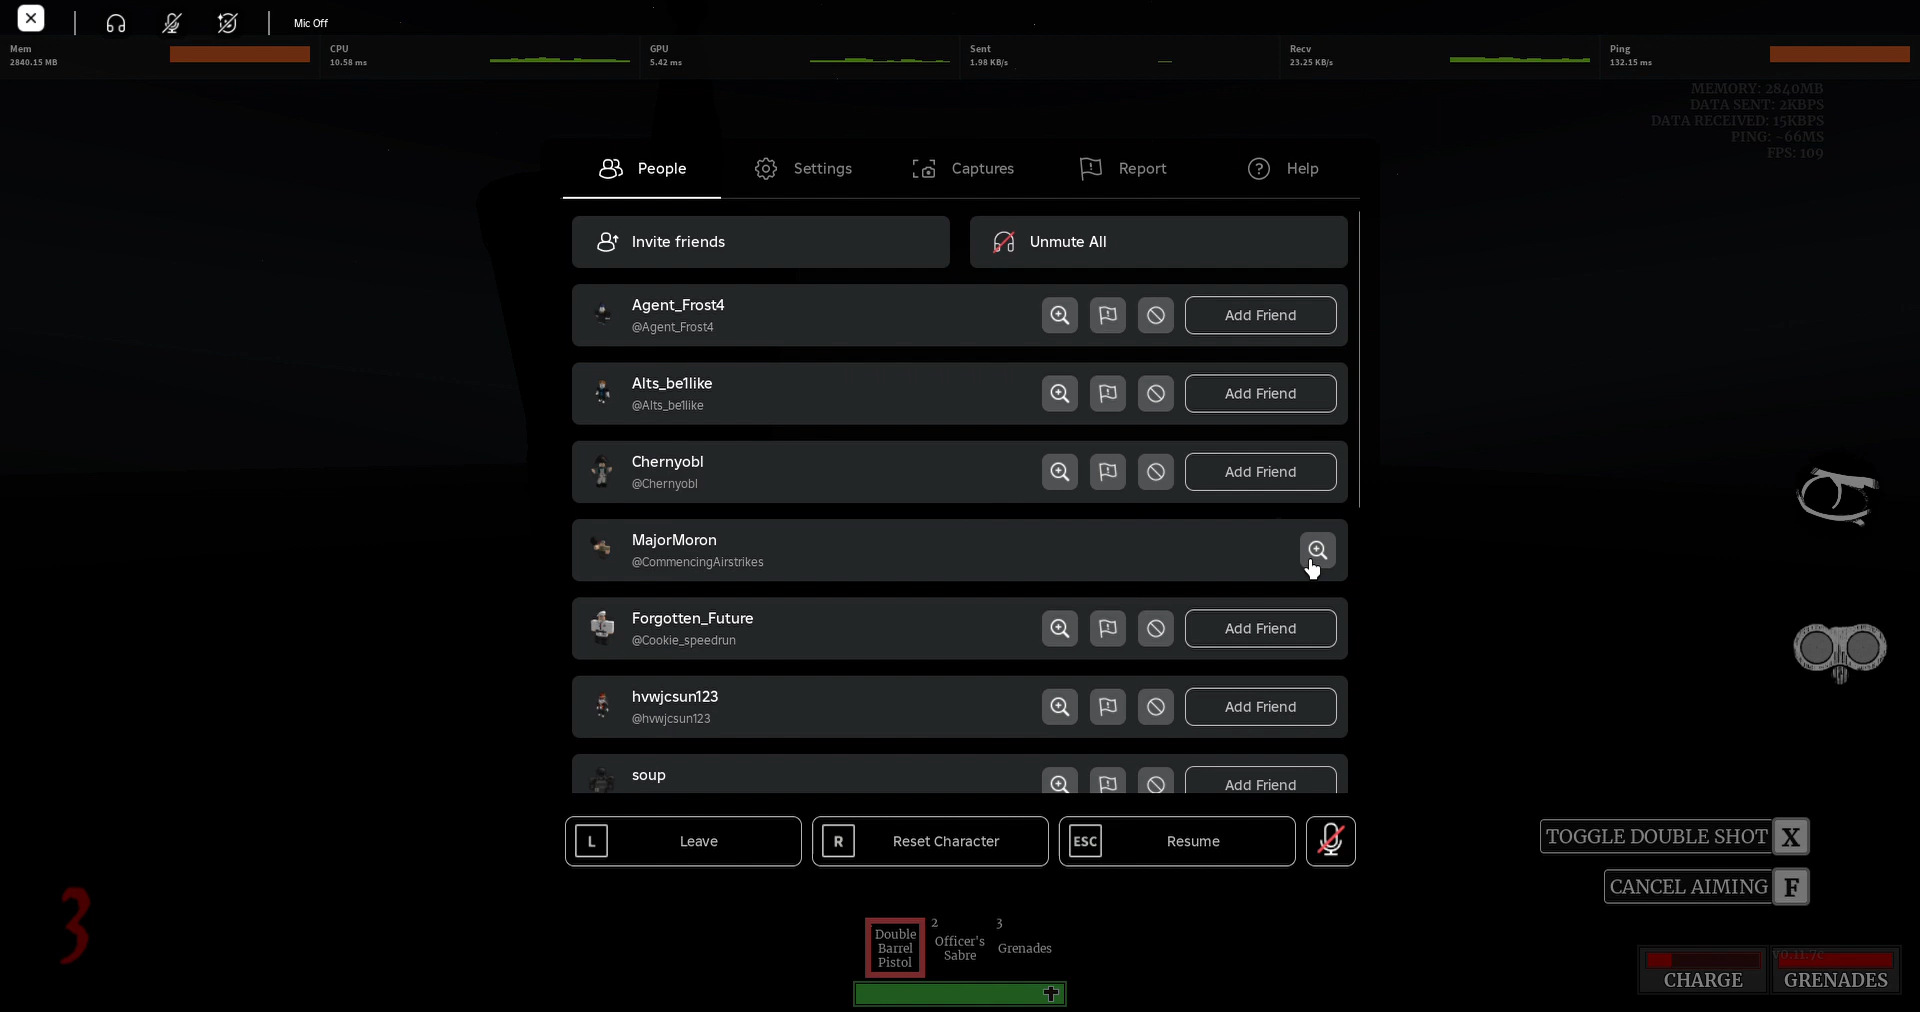 Mic Off
Mem
2840.15 MB
CPU
10.58 ms
GPU
5.42 ms
Sent
1.98 KB/s
Recv
23.25 KB/s
Ping
132.15 ms
MEMORY: 2840MB
DATA SENT: 2KBPS
DATA RECEIVED: 15KBPS
PING: ~66MS
FPS: 109
People
Settings
Captures
Report
Help
Invite friends
Unmute All
Agent_Frost4
@Agent_Frost4
Add Friend
Alts_be1like
@Alts_be1like
Add Friend
Chernyobl
@Chernyobl
Add Friend
MajorMoron
@CommencingAirstrikes
Forgotten_Future
@Cookie_speedrun
Add Friend
hvwjcsun123
@hvwjcsun123
Add Friend
soup
Add Friend
L
Leave
R
Reset Character
ESC
Resume
TOGGLE DOUBLE SHOT X
CANCEL AIMING F
3
Double
Barrel
Pistol
2
Officer's
Sabre
3
Grenades
v0.11.7c
CHARGE
GRENADES